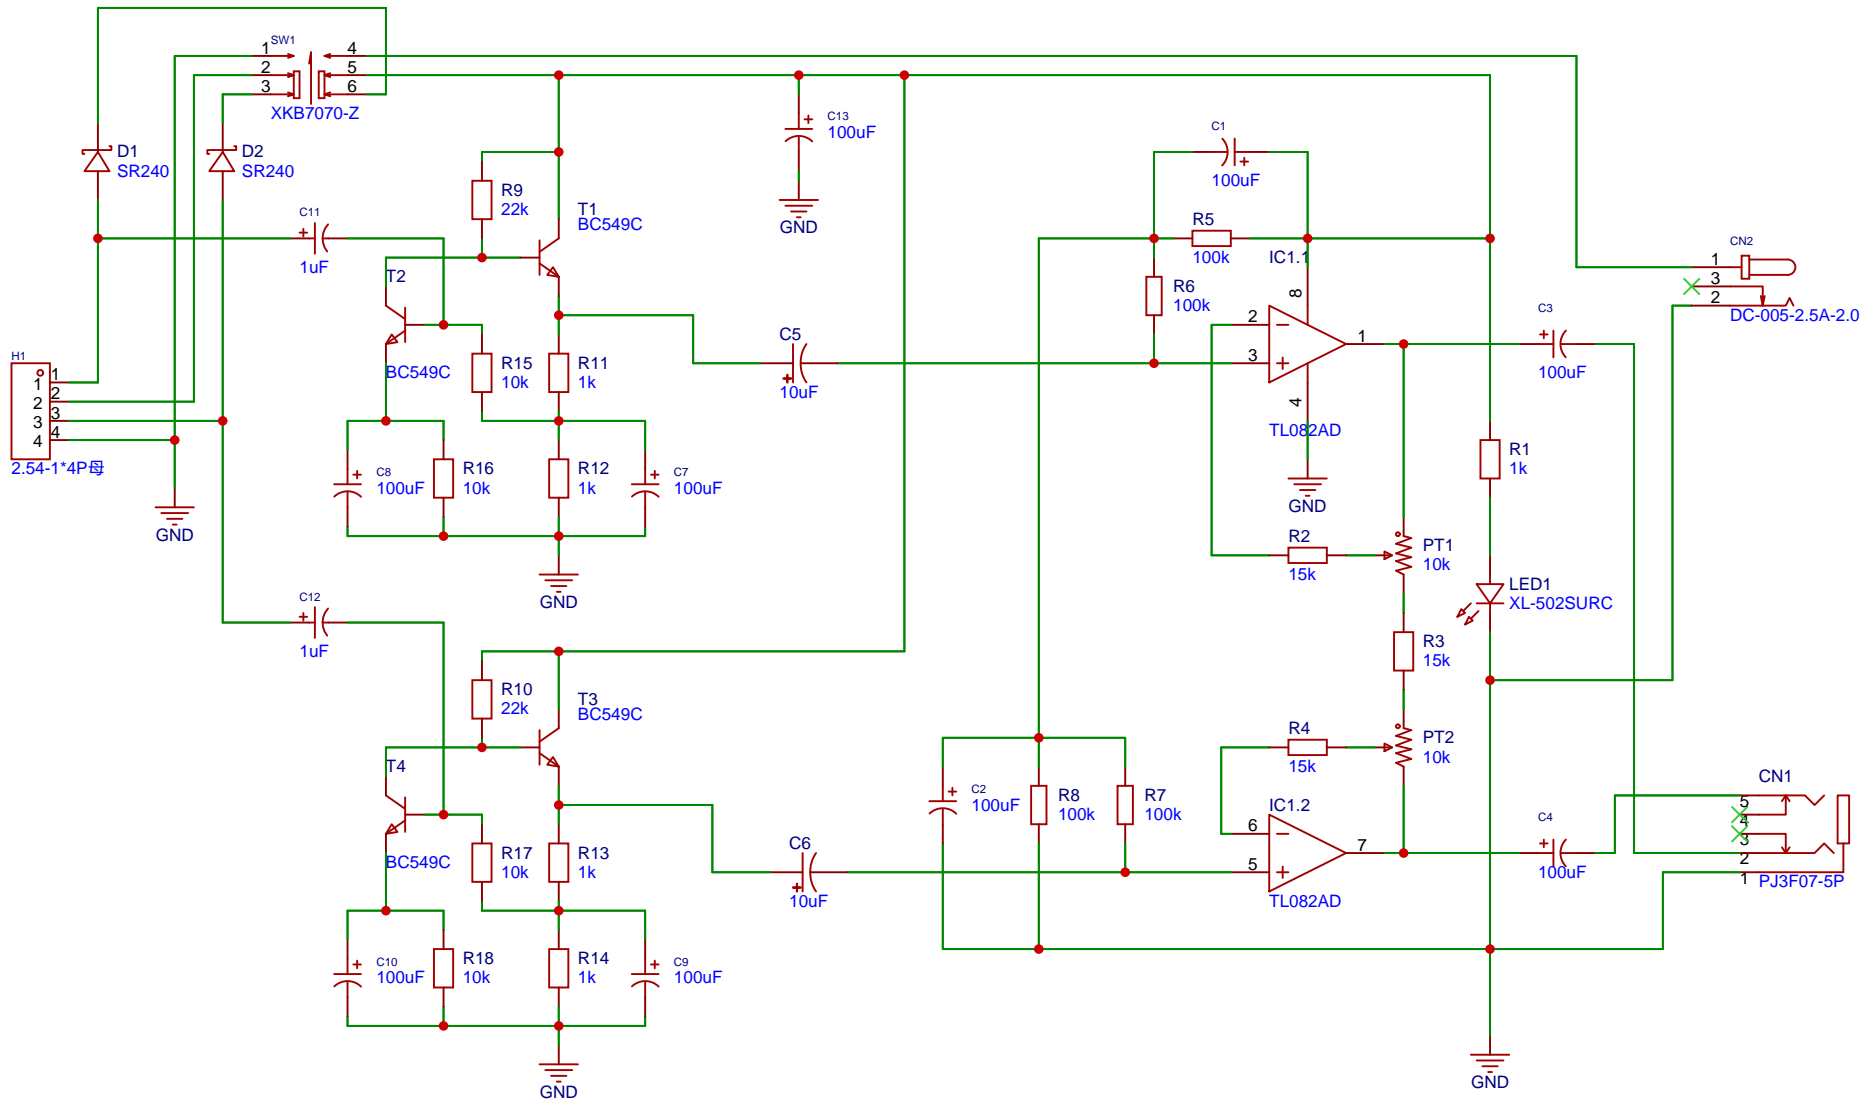 SW1
1
2
3
4
5
6
XKB7070-Z
D1
SR240
D2
SR240
C11
1uF
R9
22k
T1
BC549C
T2
BC549C
R15
10k
R11
1k
C13
100uF
GND
C1
100uF
R5
100k
R6
100k
IC1.1
8
2
3
1
4
TL082AD
GND
C5
10uF
C3
100uF
CN2
1
3
2
DC-005-2.5A-2.0
H1
1
2
3
4
1
2
3
4
2.54-1*4P母
GND
C8
100uF
R16
10k
R12
1k
C7
100uF
GND
R1
1k
R2
15k
PT1
10k
LED1
XL-502SURC
R3
15k
C12
1uF
R10
22k
T3
BC549C
T4
BC549C
R17
10k
R13
1k
C6
10uF
R4
15k
PT2
10k
C2
100uF
R8
100k
R7
100k
IC1.2
6
5
7
TL082AD
C4
100uF
CN1
5
4
3
2
1
PJ3F07-5P
C10
100uF
R18
10k
R14
1k
C9
100uF
GND
GND